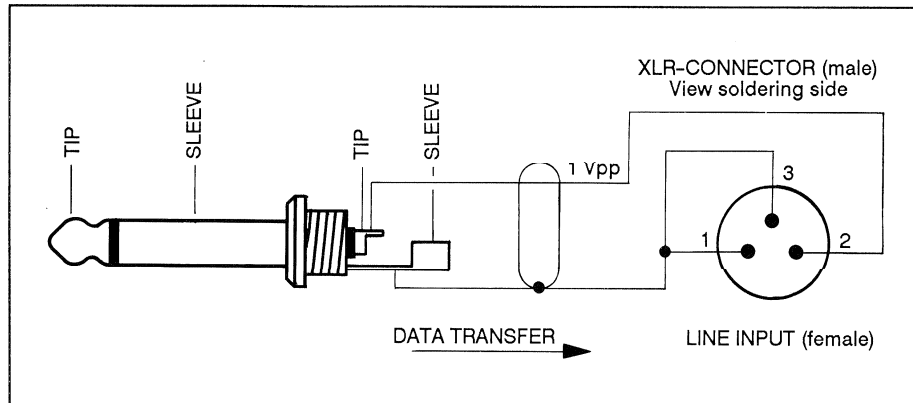 XLR-CONNECTOR (male)
View soldering side
TIP
SLEEVE
TIP
SLEEVE
1 Vpp
3
1
2
DATA TRANSFER
LINE INPUT (female)